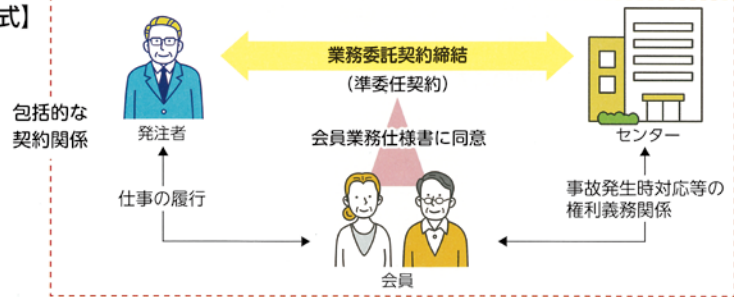 式】
業務委託契約締結
（準委任契約）
包括的な
契約関係
発注者
会員業務仕様書に同意
センター
仕事の履行
事故発生時対応等の
権利義務関係
会員